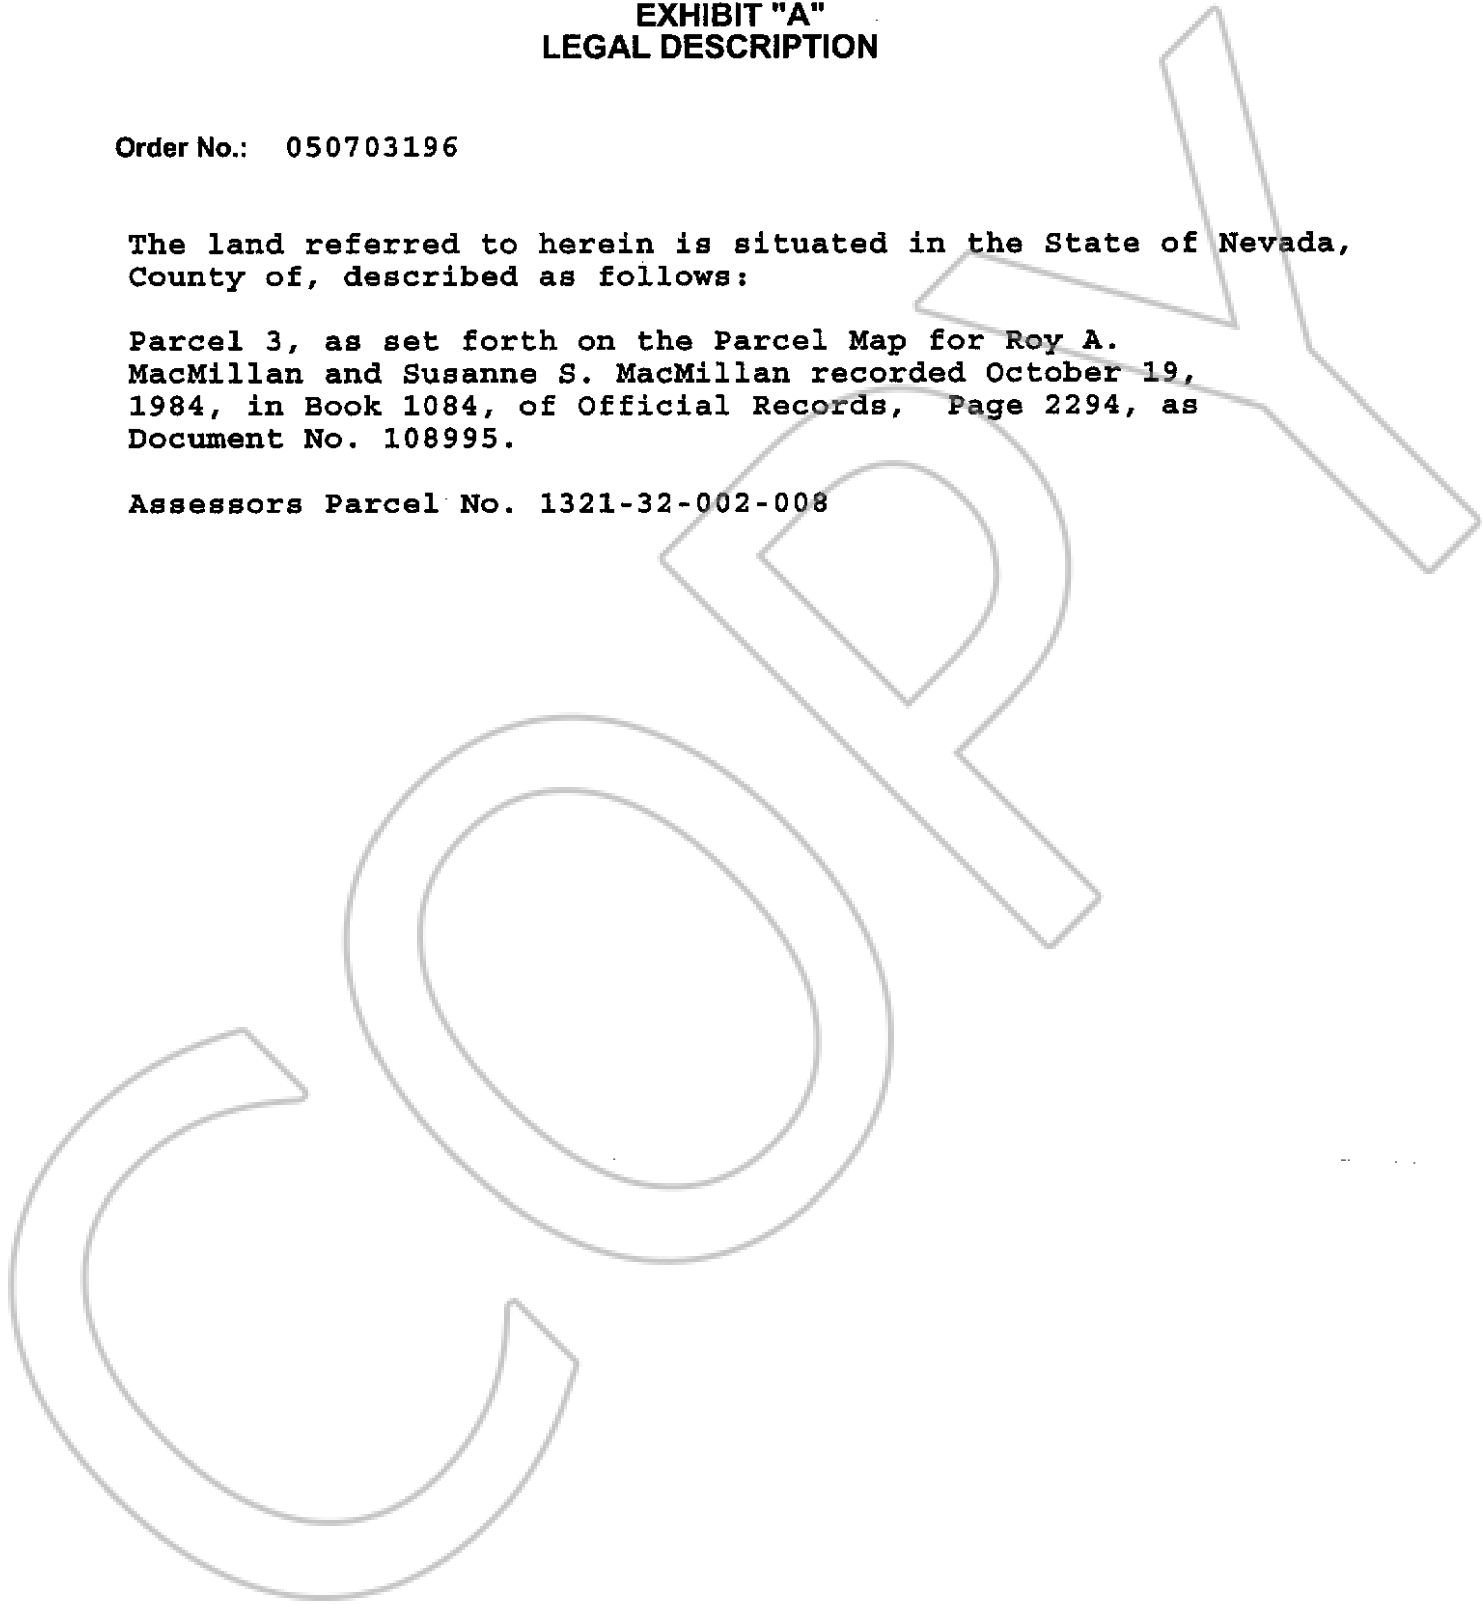 EXHIBIT "A"
LEGAL DESCRIPTION
Order No.: 050703196
The land referred to herein is situated in the State of Nevada,
County of, described as follows:
Parcel 3, as set forth on the Parcel Map for Roy A.
MacMillan and Susanne S. MacMillan recorded October 19,
1984, in Book 1084, of Official Records, Page 2294, as
Document No. 108995.
Assessors Parcel No. 1321-32-002-008
COPY